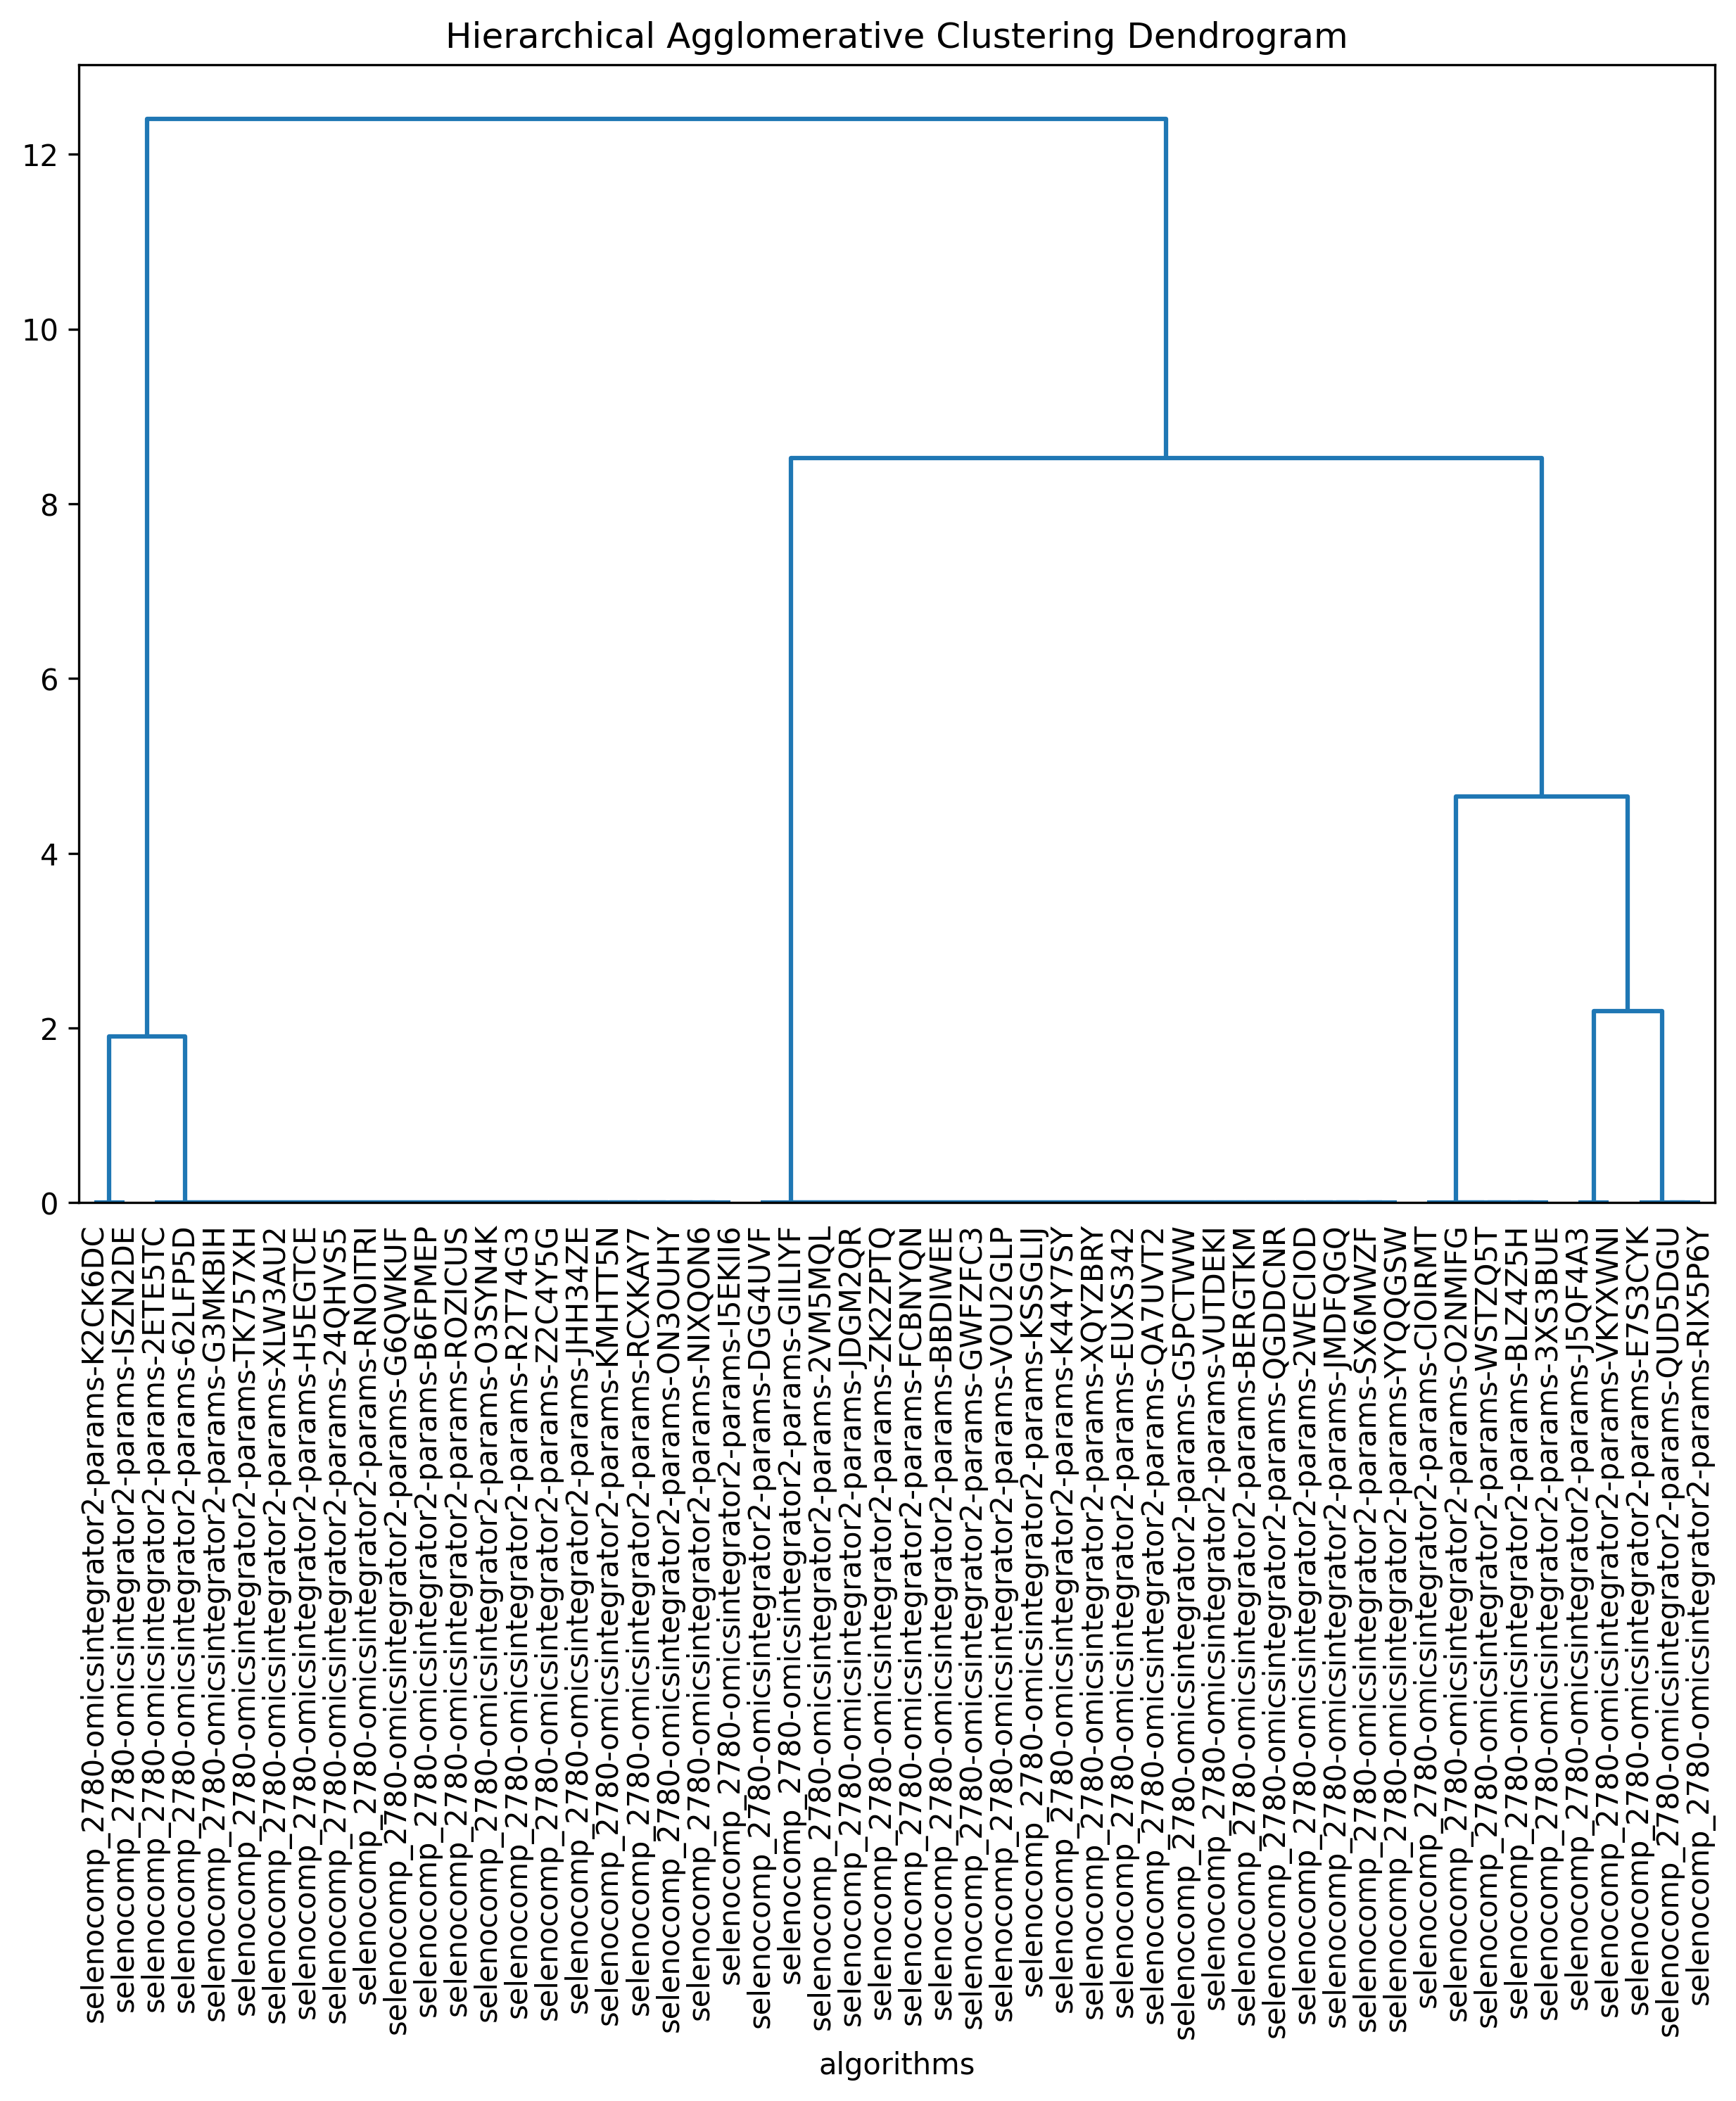 Hierarchical Agglomerative Clustering Dendrogram
12
10
8
6
4
2
0
selenocomp_2780-omicsintegrator2-params-K2CK6DC
selenocomp_2780-omicsintegrator2-params-ISZN2DE
selenocomp_2780-omicsintegrator2-params-2ETE5TC
selenocomp_2780-omicsintegrator2-params-62LFP5D
selenocomp_2780-omicsintegrator2-params-G3MKBIH
selenocomp_2780-omicsintegrator2-params-TK757XH
selenocomp_2780-omicsintegrator2-params-XLW3AU2
selenocomp_2780-omicsintegrator2-params-H5EGTCE
selenocomp_2780-omicsintegrator2-params-24QHVS5
selenocomp_2780-omicsintegrator2-params-RNOITRI
selenocomp_2780-omicsintegrator2-params-G6QWKUF
selenocomp_2780-omicsintegrator2-params-B6FPMEP
selenocomp_2780-omicsintegrator2-params-ROZICUS
selenocomp_2780-omicsintegrator2-params-O3SYN4K
selenocomp_2780-omicsintegrator2-params-R2T74G3
selenocomp_2780-omicsintegrator2-params-Z2C4Y5G
selenocomp_2780-omicsintegrator2-params-JHH34ZE
selenocomp_2780-omicsintegrator2-params-KMHTT5N
selenocomp_2780-omicsintegrator2-params-RCXKAY7
selenocomp_2780-omicsintegrator2-params-ON3OUHY
selenocomp_2780-omicsintegrator2-params-NIXQON6
selenocomp_2780-omicsintegrator2-params-I5EKII6
selenocomp_2780-omicsintegrator2-params-DGG4UVF
selenocomp_2780-omicsintegrator2-params-GIILIYF
selenocomp_2780-omicsintegrator2-params-2VM5MQL
selenocomp_2780-omicsintegrator2-params-JDGM2QR
selenocomp_2780-omicsintegrator2-params-ZK2ZPTQ
selenocomp_2780-omicsintegrator2-params-FCBNYQN
selenocomp_2780-omicsintegrator2-params-BBDIWEE
selenocomp_2780-omicsintegrator2-params-GWFZFC3
selenocomp_2780-omicsintegrator2-params-VOU2GLP
selenocomp_2780-omicsintegrator2-params-KSSGLIJ
selenocomp_2780-omicsintegrator2-params-K44Y7SY
selenocomp_2780-omicsintegrator2-params-XQYZBRY
selenocomp_2780-omicsintegrator2-params-EUXS342
selenocomp_2780-omicsintegrator2-params-QA7UVT2
selenocomp_2780-omicsintegrator2-params-G5PCTWW
selenocomp_2780-omicsintegrator2-params-VUTDEKI
selenocomp_2780-omicsintegrator2-params-BERGTKM
selenocomp_2780-omicsintegrator2-params-QGDDCNR
selenocomp_2780-omicsintegrator2-params-2WECIOD
selenocomp_2780-omicsintegrator2-params-JMDFQGQ
selenocomp_2780-omicsintegrator2-params-SX6MWZF
selenocomp_2780-omicsintegrator2-params-YYQQGSW
selenocomp_2780-omicsintegrator2-params-CIOIRMT
selenocomp_2780-omicsintegrator2-params-O2NMIFG
selenocomp_2780-omicsintegrator2-params-WSTZQ5T
selenocomp_2780-omicsintegrator2-params-BLZ4Z5H
selenocomp_2780-omicsintegrator2-params-3XS3BUE
selenocomp_2780-omicsintegrator2-params-J5QF4A3
selenocomp_2780-omicsintegrator2-params-VKYXWNI
selenocomp_2780-omicsintegrator2-params-E7S3CYK
selenocomp_2780-omicsintegrator2-params-QUD5DGU
selenocomp_2780-omicsintegrator2-params-RIX5P6Y
algorithms